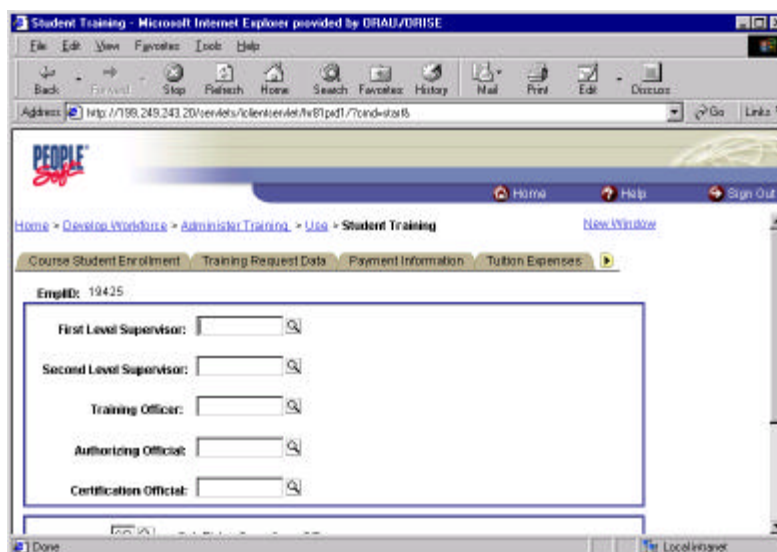 Student Training - Microsoft Internet Explorer provided by ORAU/ORISE
File Edit View Favorites Tools Help
Back Forward Stop Refresh Home Search Favorites History Mail Print Edit Discuss
Address http://199.249.243.20/servlets/iclientservlet/hr81prd1/?cmd=start& Go Links
PEOPLE
Soft
Home Help Sign Out
Home > Develop Workforce > Administer Training > Use > Student Training New Window
Course Student Enrollment Training Request Data Payment Information Tuition Expenses
EmplID: 19425
First Level Supervisor:
Second Level Supervisor:
Training Officer:
Authorizing Official:
Certification Official:
Done Local intranet